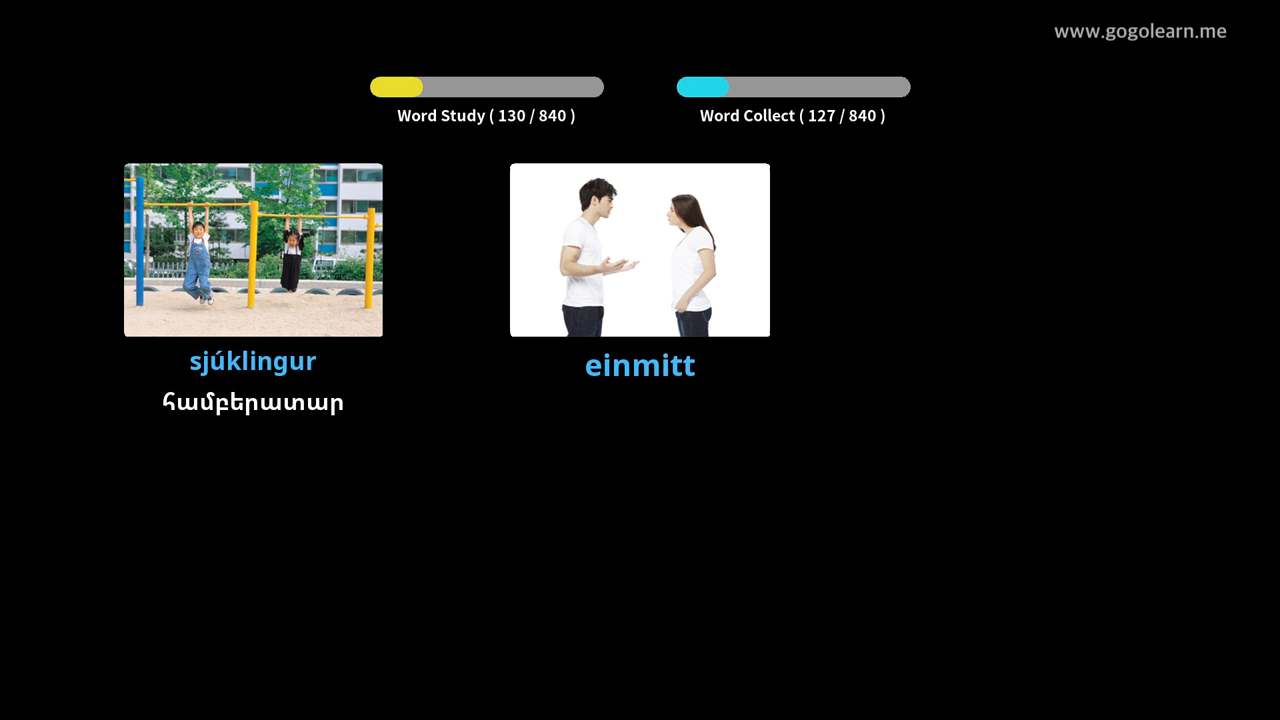 www.gogolearn.me
Word Study ( 130 / 840 )
Word Collect ( 127 / 840 )
sjúklingur
համբերատար
einmitt